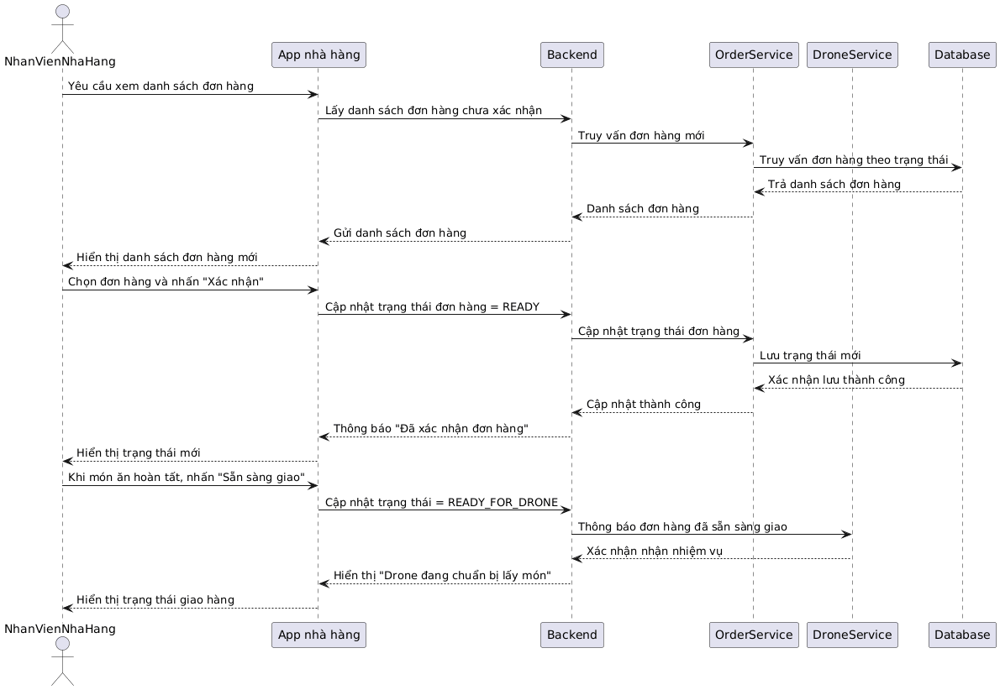 NhanVienNhaHang
App nhà hàng
Backend
OrderService
DroneService
Database
Yêu cầu xem danh sách đơn hàng
Lấy danh sách đơn hàng chưa xác nhận
Truy vấn đơn hàng mới
Truy vấn đơn hàng theo trạng thái
Trả danh sách đơn hàng
Danh sách đơn hàng
Gửi danh sách đơn hàng
Hiển thị danh sách đơn hàng mới
Chọn đơn hàng và nhấn "Xác nhận"
Cập nhật trạng thái đơn hàng = READY
Cập nhật trạng thái đơn hàng
Lưu trạng thái mới
Xác nhận lưu thành công
Cập nhật thành công
Thông báo "Đã xác nhận đơn hàng"
Hiển thị trạng thái mới
Khi món ăn hoàn tất, nhấn "Sẵn sàng giao"
Cập nhật trạng thái = READY_FOR_DRONE
Thông báo đơn hàng đã sẵn sàng giao
Xác nhận nhận nhiệm vụ
Hiển thị "Drone đang chuẩn bị lấy món"
Hiển thị trạng thái giao hàng
NhanVienNhaHang
App nhà hàng
Backend
OrderService
DroneService
Database